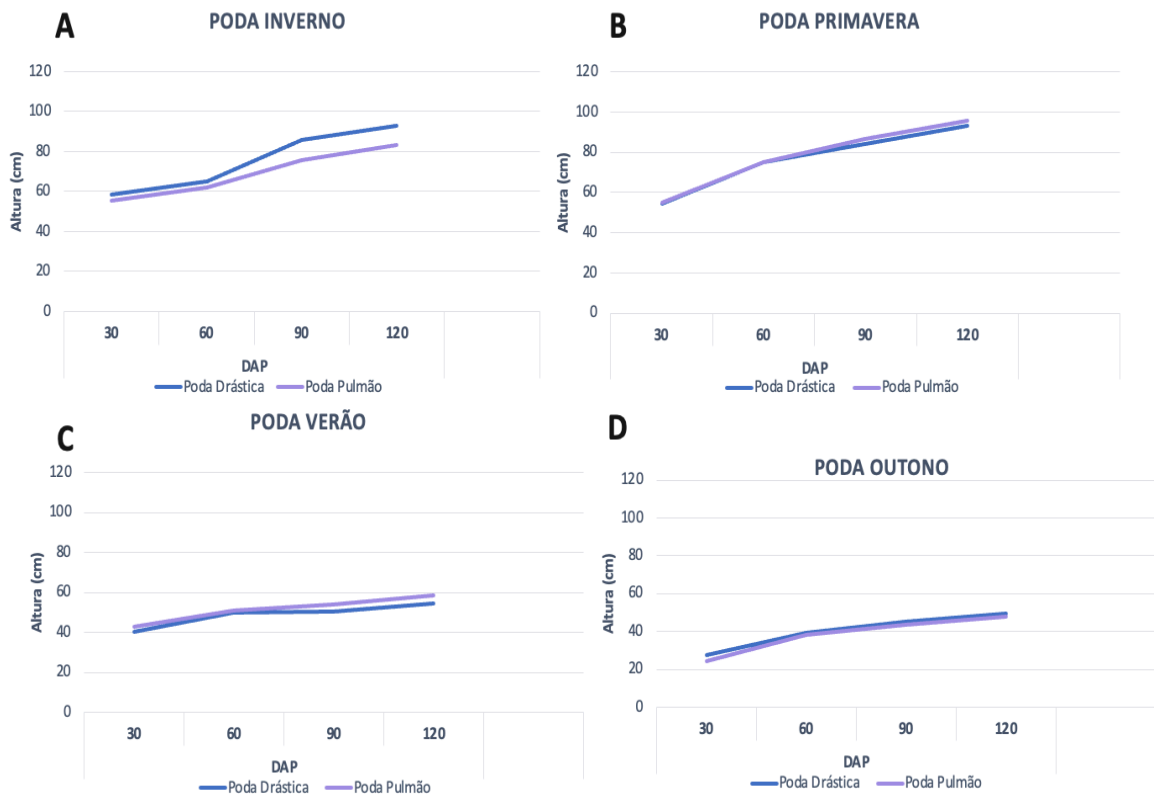 A
PODA INVERNO
120
100
80
60
40
20
0
Altura (cm)
30 60 90 120
DAP
Poda Drástica Poda Pulmão
B
PODA PRIMAVERA
120
100
80
60
40
20
0
Altura (cm)
30 60 90 120
DAP
Poda Drástica Poda Pulmão
C
PODA VERÃO
120
100
80
60
40
20
0
Altura (cm)
30 60 90 120
DAP
Poda Drástica Poda Pulmão
D
PODA OUTONO
120
100
80
60
40
20
0
Altura (cm)
30 60 90 120
DAP
Poda Drástica Poda Pulmão